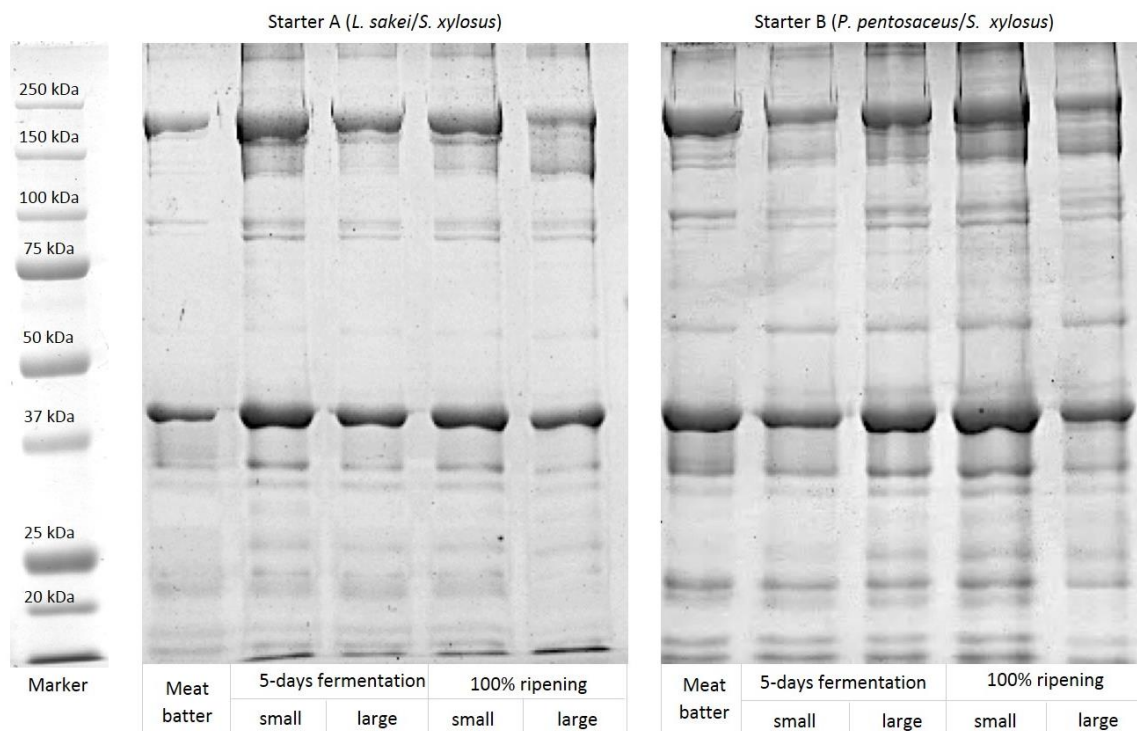 Starter A (L. sakei/S. xylosus)
Starter B (P. pentosaceus/S. xylosus)
250 kDa
150 kDa
100 kDa
75 kDa
50 kDa
37 kDa
25 kDa
20 kDa
Marker
Meat
batter
5-days fermentation
100% ripening
small
large
small
large
Meat
batter
5-days fermentation
100% ripening
small
large
small
large